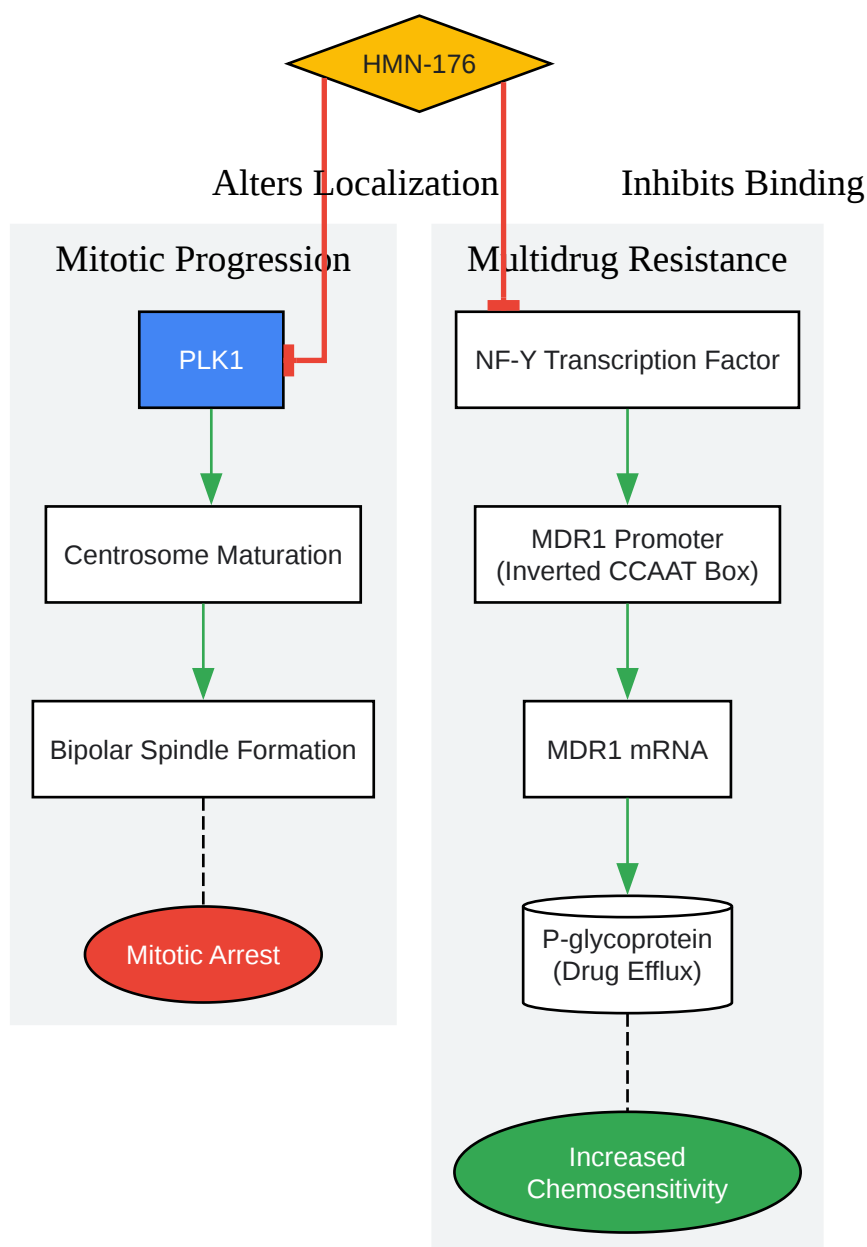 HMN-176
Alters Localization
Inhibits Binding
Mitotic Progression
PLK1
Centrosome Maturation
Bipolar Spindle Formation
Mitotic Arrest
Multidrug Resistance
NF-Y Transcription Factor
MDR1 Promoter
(Inverted CCAAT Box)
MDR1 mRNA
P-glycoprotein
(Drug Efflux)
Increased
Chemosensitivity